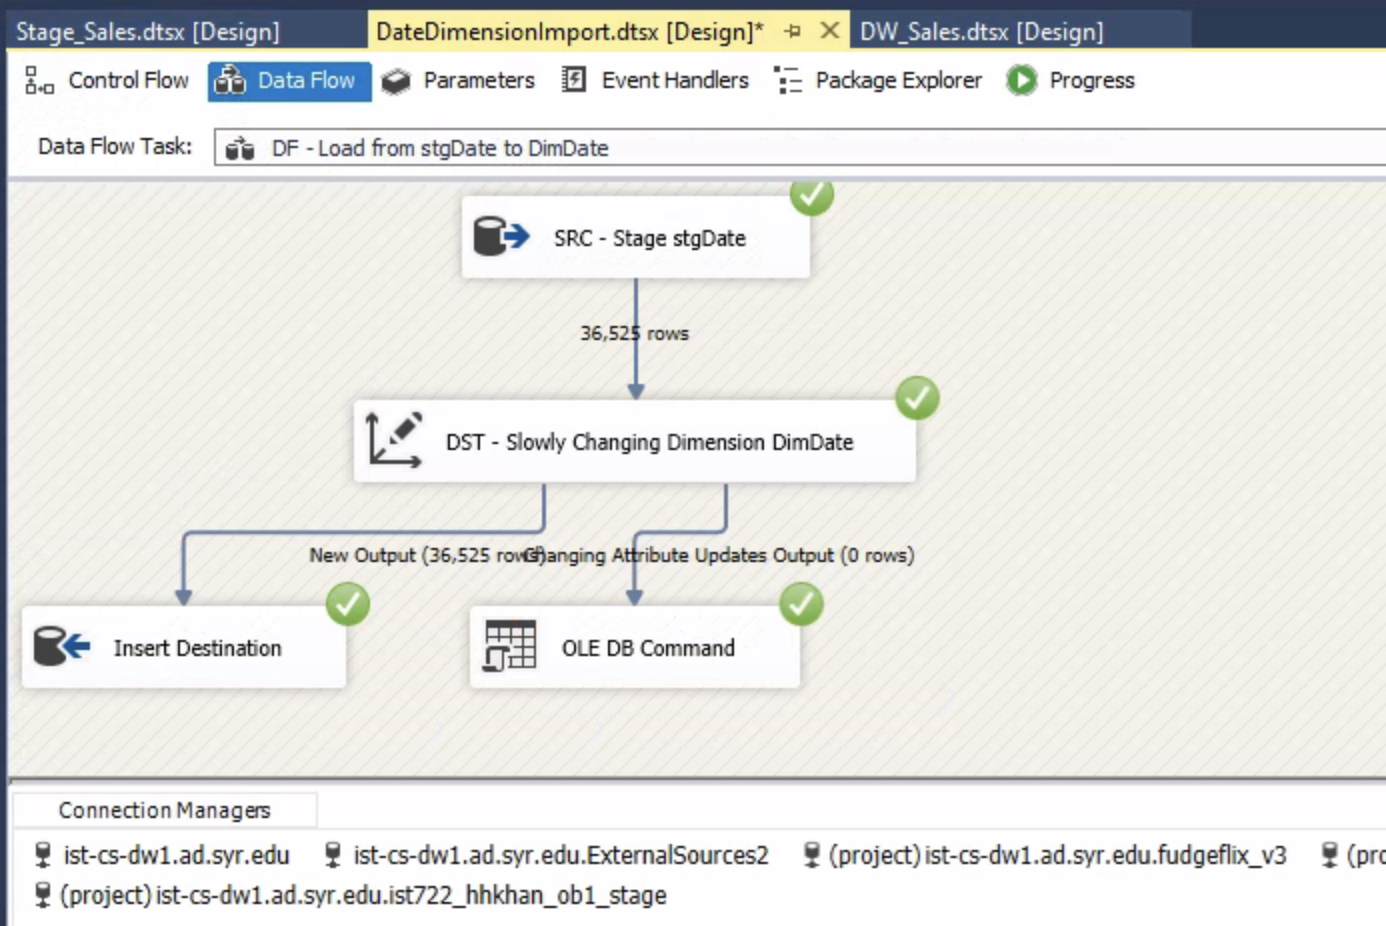 Stage_Sales.dtsx [Design] DateDimensionImport.dtsx [Design]* DW_Sales.dtsx [Design]
Control Flow Data Flow Parameters Event Handlers Package Explorer Progress
Data Flow Task: DF - Load from stgDate to DimDate
SRC - Stage stgDate
36,525 rows
DST - Slowly Changing Dimension DimDate
New Output (36,525 rows) Changing Attribute Updates Output (0 rows)
Insert Destination OLE DB Command
Connection Managers
ist-cs-dw1.ad.syr.edu ist-cs-dw1.ad.syr.edu.ExternalSources2 (project) ist-cs-dw1.ad.syr.edu.fudgeflix_v3 (pro
(project) ist-cs-dw1.ad.syr.edu.ist722_hhkhan_ob1_stage